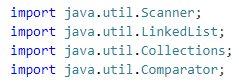 import java.util.Scanner;
import java.util.LinkedList;
import java.util.Collections;
import java.util.Comparator;